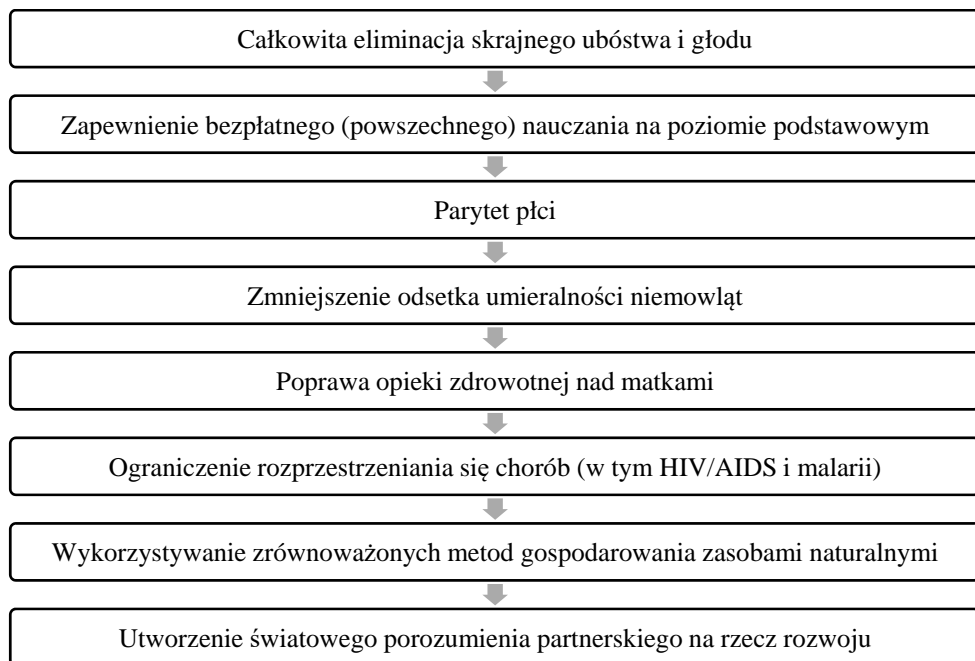 Całkowita eliminacja skrajnego ubóstwa i głodu
Zapewnienie bezpłatnego (powszechnego) nauczania na poziomie podstawowym
Parytet płci
Zmniejszenie odsetka umieralności niemowląt
Poprawa opieki zdrowotnej nad matkami
Ograniczenie rozprzestrzeniania się chorób (w tym HIV/AIDS i malarii)
Wykorzystywanie zrównoważonych metod gospodarowania zasobami naturalnymi
Utworzenie światowego porozumienia partnerskiego na rzecz rozwoju